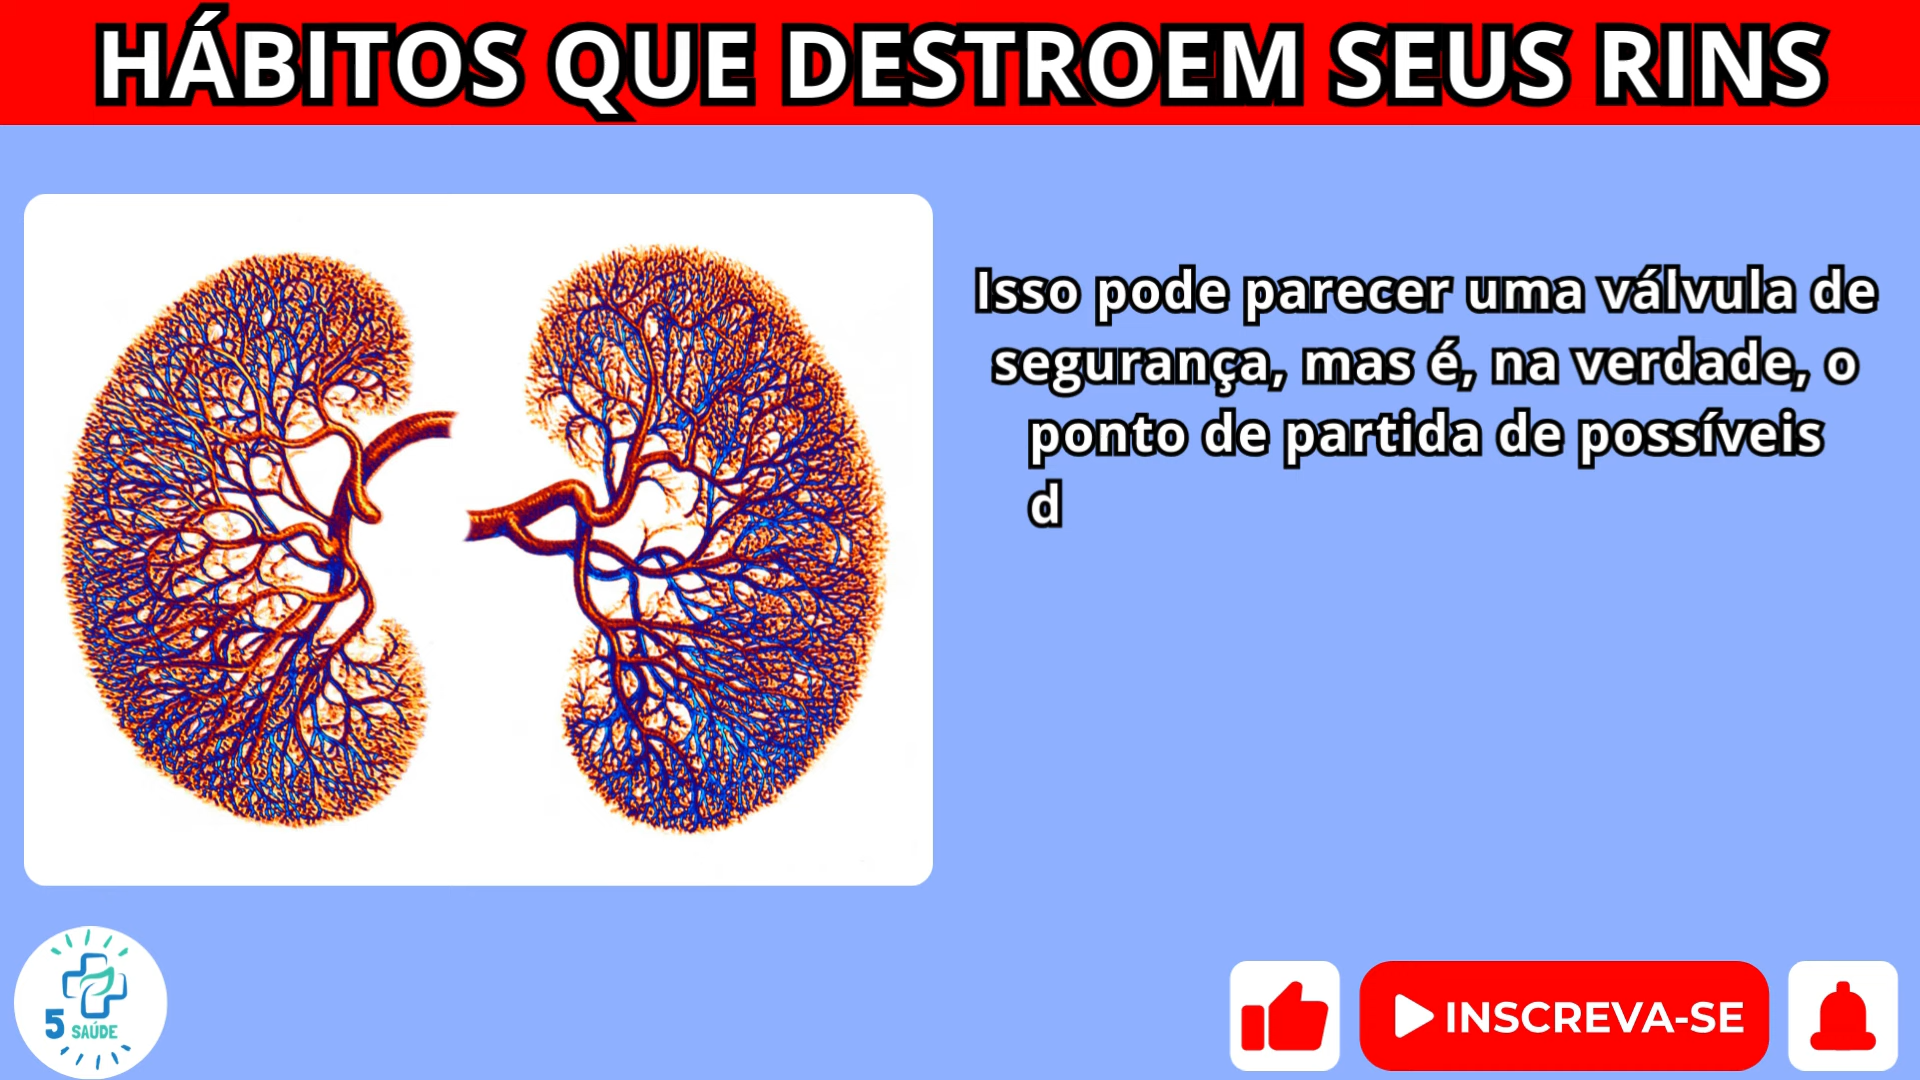 HÁBITOS QUE DESTROEM SEUS RINS
Isso pode parecer uma válvula de
segurança, mas é, na verdade, o
ponto de partida de possíveis
d
5 SAÚDE
INSCREVA-SE